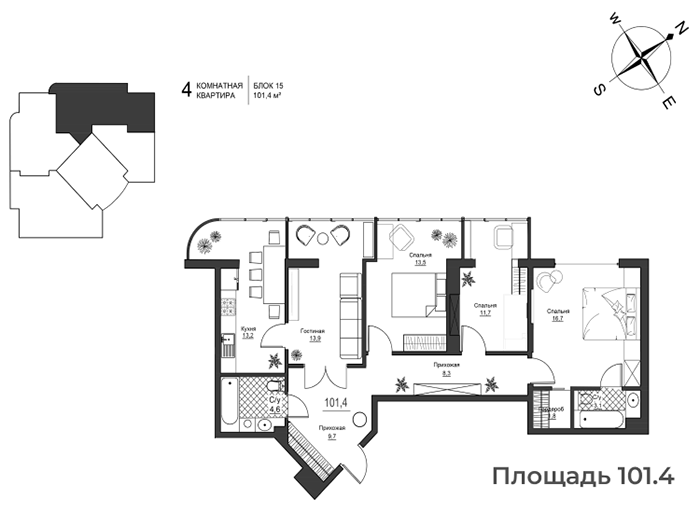 W
N
S
E
4
КОМНАТНАЯ
КВАРТИРА
БЛОК 15
101,4 м²
Спальня
13,5
Кухня
13,2
Гостиная
13,9
Спальня
11,7
Спальня
16,7
Прихожая
8,3
С/у
4,6
101,4
Прихожая
9,7
1,8
С/у
3,1
Площадь 101.4